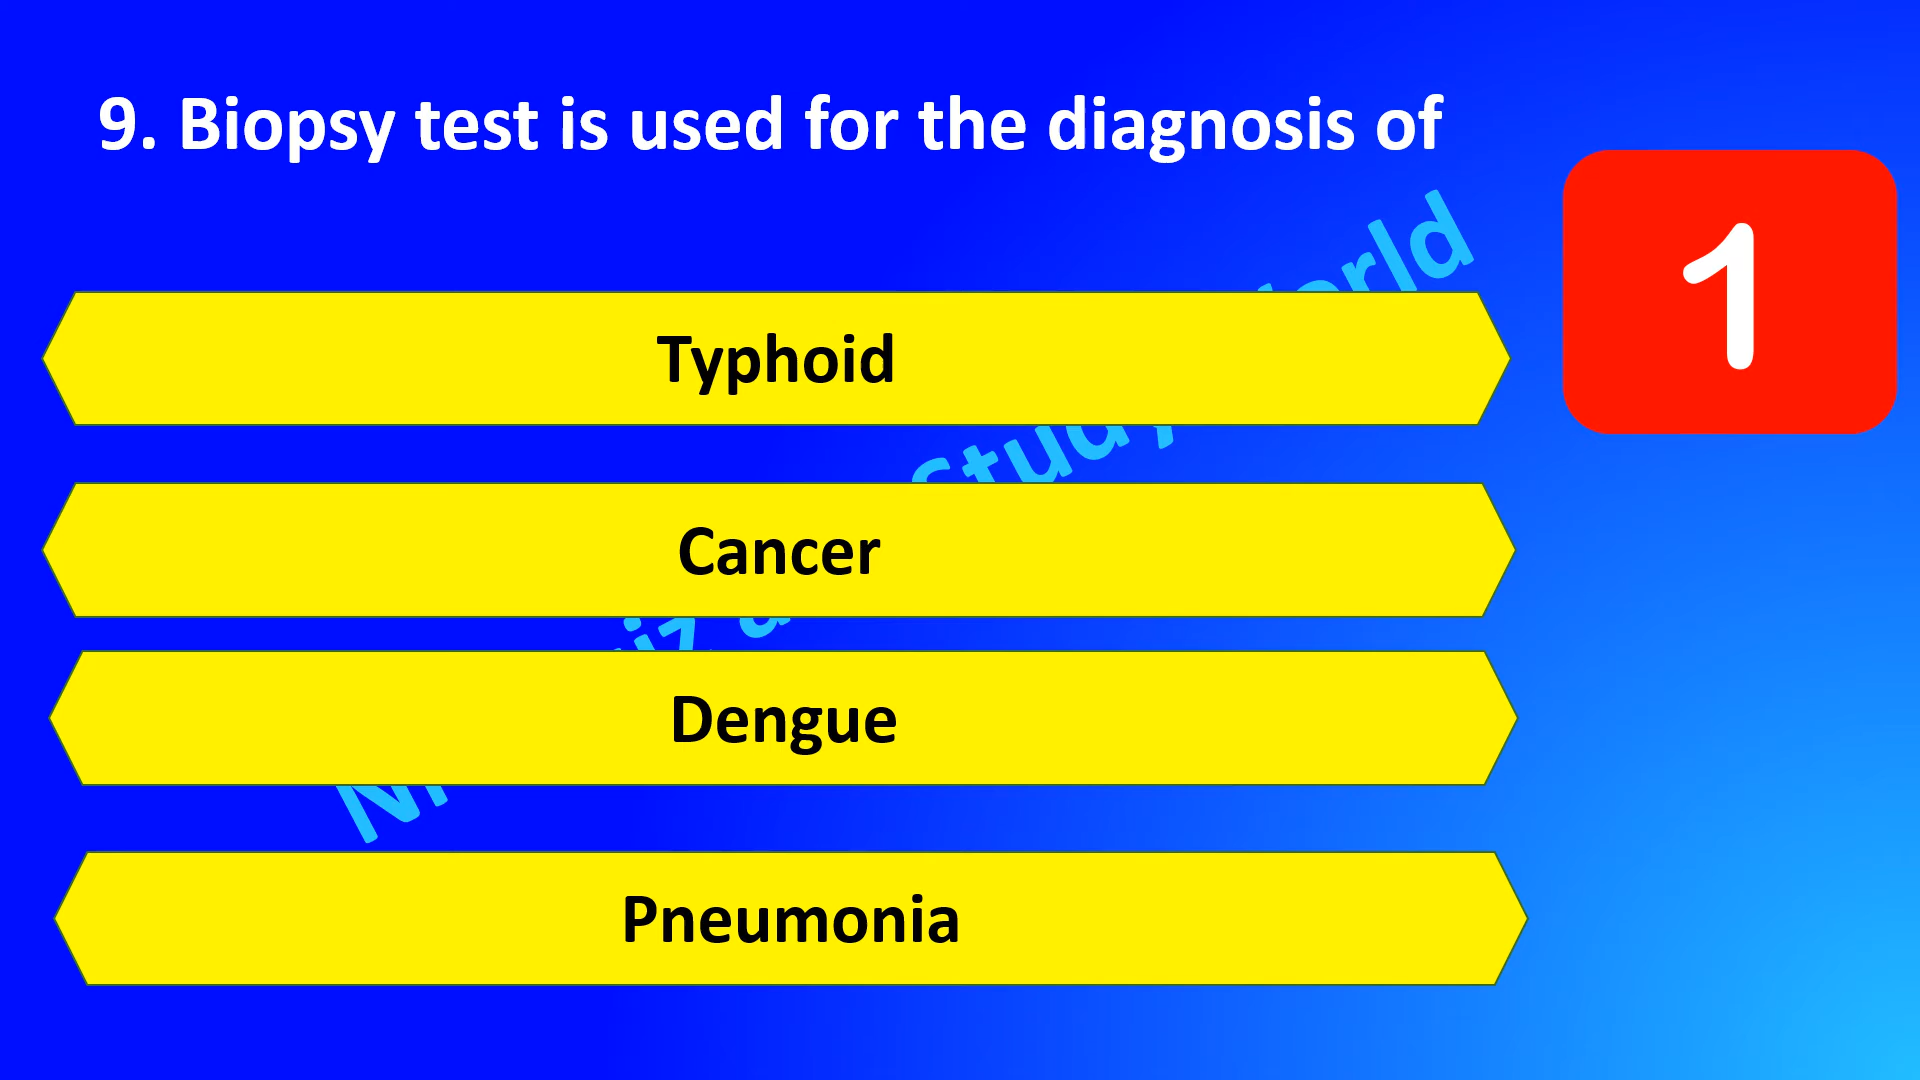 9. Biopsy test is used for the diagnosis of
1
Typhoid
Cancer
Dengue
Pneumonia